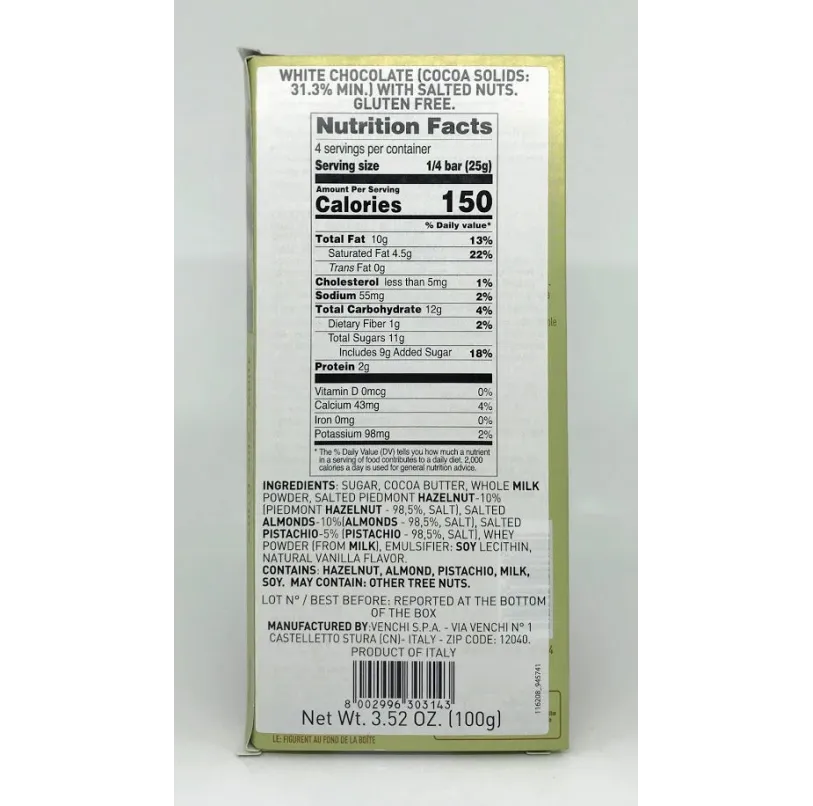 WHITE CHOCOLATE (COCOA SOLIDS:
31.3% MIN.) WITH SALTED NUTS.
GLUTEN FREE.
Nutrition Facts
4 servings per container
Serving size 1/4 bar (25g)
Amount Per Serving
Calories 150
% Daily value*
Total Fat 10g 13%
Saturated Fat 4.5g 22%
Trans Fat 0g
Cholesterol less than 5mg 1%
Sodium 55mg 2%
Total Carbohydrate 12g 4%
Dietary Fiber 1g 2%
Total Sugars 11g
Includes 9g Added Sugar 18%
Protein 2g
Vitamin D 0mcg 0%
Calcium 43mg 4%
Iron 0mg 0%
Potassium 98mg 2%
* The % Daily Value (DV) tells you how much a nutrient
in a serving of food contributes to a daily diet. 2,000
calories a day is used for general nutrition advice.
INGREDIENTS: SUGAR, COCOA BUTTER, WHOLE MILK
POWDER, SALTED PIEDMONT HAZELNUT-10%
(PIEDMONT HAZELNUT - 98,5%, SALT), SALTED
ALMONDS-10%(ALMONDS - 98,5%, SALT), SALTED
PISTACHIO-5% (PISTACHIO - 98,5%, SALT), WHEY
POWDER (FROM MILK), EMULSIFIER: SOY LECITHIN,
NATURAL VANILLA FLAVOR.
CONTAINS: HAZELNUT, ALMOND, PISTACHIO, MILK,
SOY. MAY CONTAIN: OTHER TREE NUTS.
LOT N° / BEST BEFORE: REPORTED AT THE BOTTOM
OF THE BOX
MANUFACTURED BY:VENCHI S.P.A. - VIA VENCHI N° 1
CASTELLETTO STURA (CN)- ITALY - ZIP CODE: 12040.
PRODUCT OF ITALY
116208_945741
8 002996 303143
Net Wt. 3.52 OZ. (100g)
LE: FIGURENT AU FOND DE LA BOÎTE